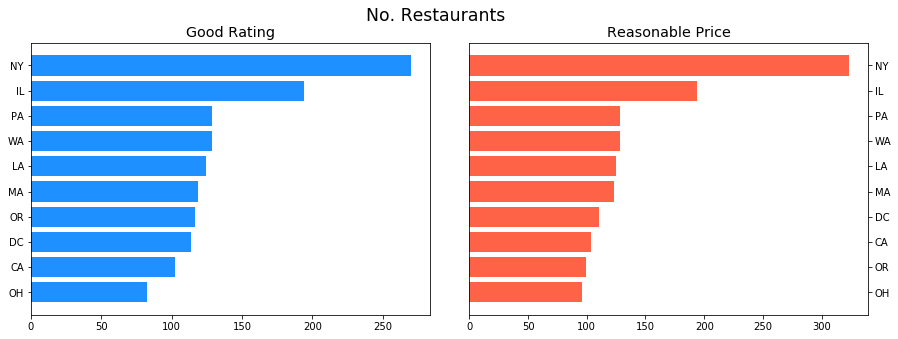 No. Restaurants
Good Rating
NY
IL
PA
WA
LA
MA
OR
DC
CA
OH
0 50 100 150 200 250
Reasonable Price
NY
IL
PA
WA
LA
MA
DC
CA
OR
OH
0 50 100 150 200 250 300